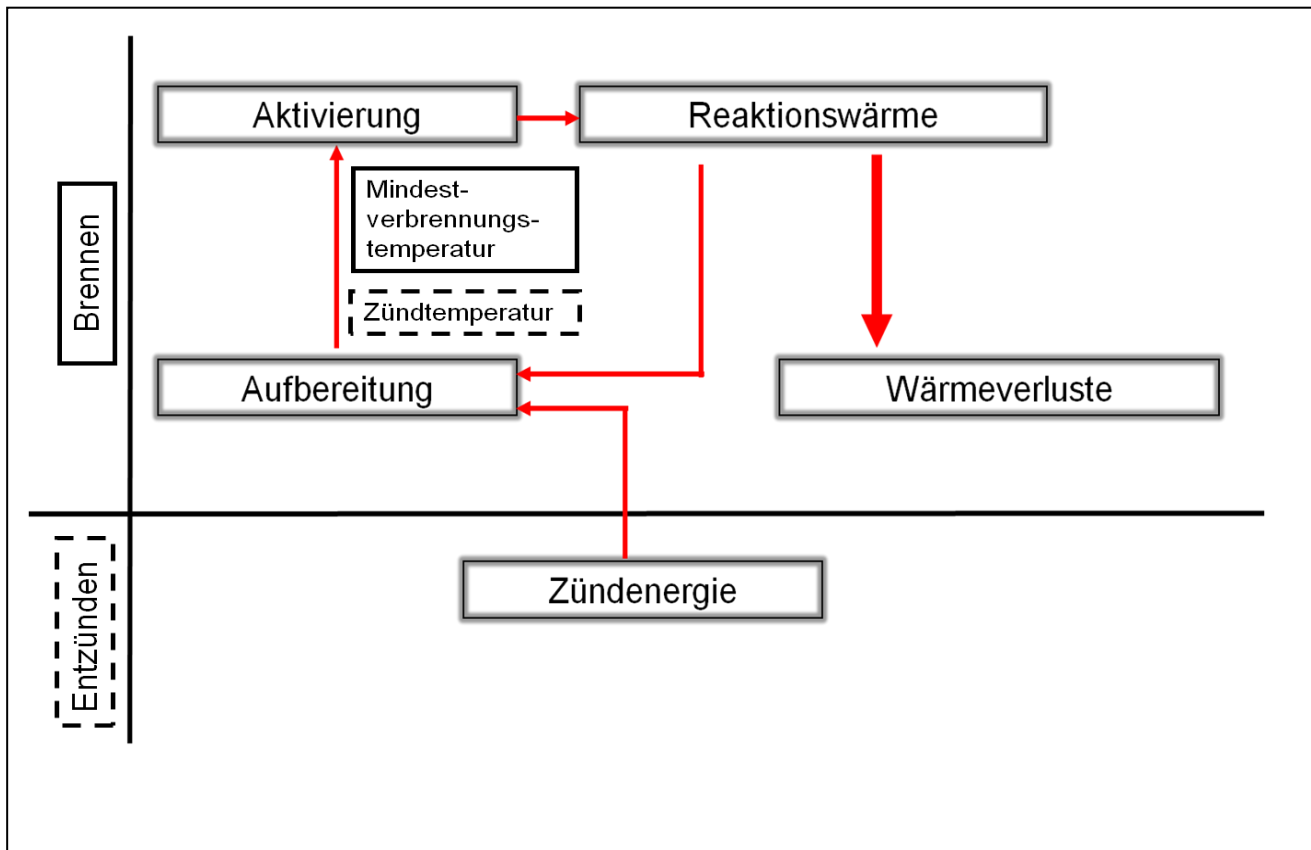 Aktivierung
Reaktionswärme
Mindest-
verbrennungs-
temperatur
Zündtemperatur
Brennen
Aufbereitung
Wärmeverluste
Zündenergie
Entzünden